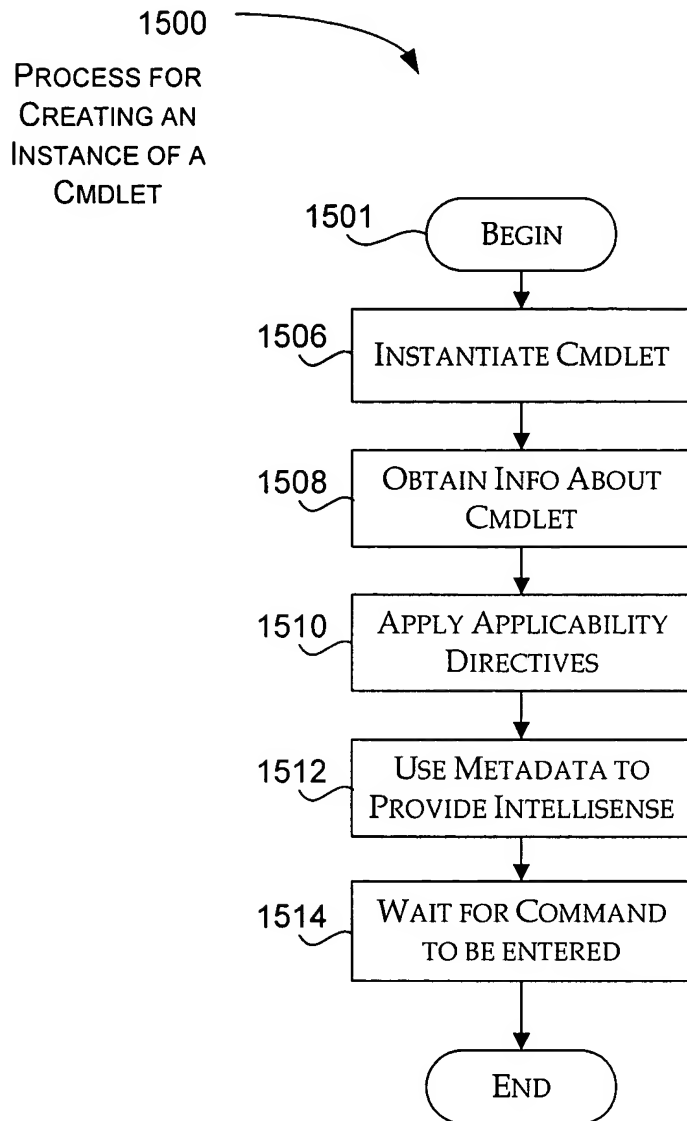 1500
PROCESS FOR
CREATING AN
INSTANCE OF A
CMDLET
1501
BEGIN
1506
INSTANTIATE CMDLET
1508
OBTAIN INFO ABOUT
CMDLET
1510
APPLY APPLICABILITY
DIRECTIVES
1512
USE METADATA TO
PROVIDE INTELLISENSE
1514
WAIT FOR COMMAND
TO BE ENTERED
END